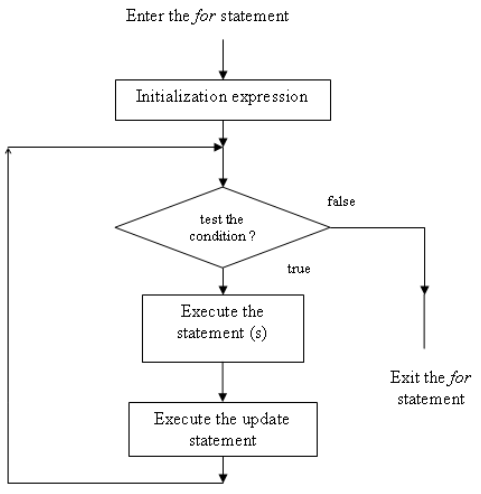 Enter the for statement
Initialization expression
false
test the
condition ?
true
Execute the
statement (s)
Exit the for
statement
Execute the update
statement